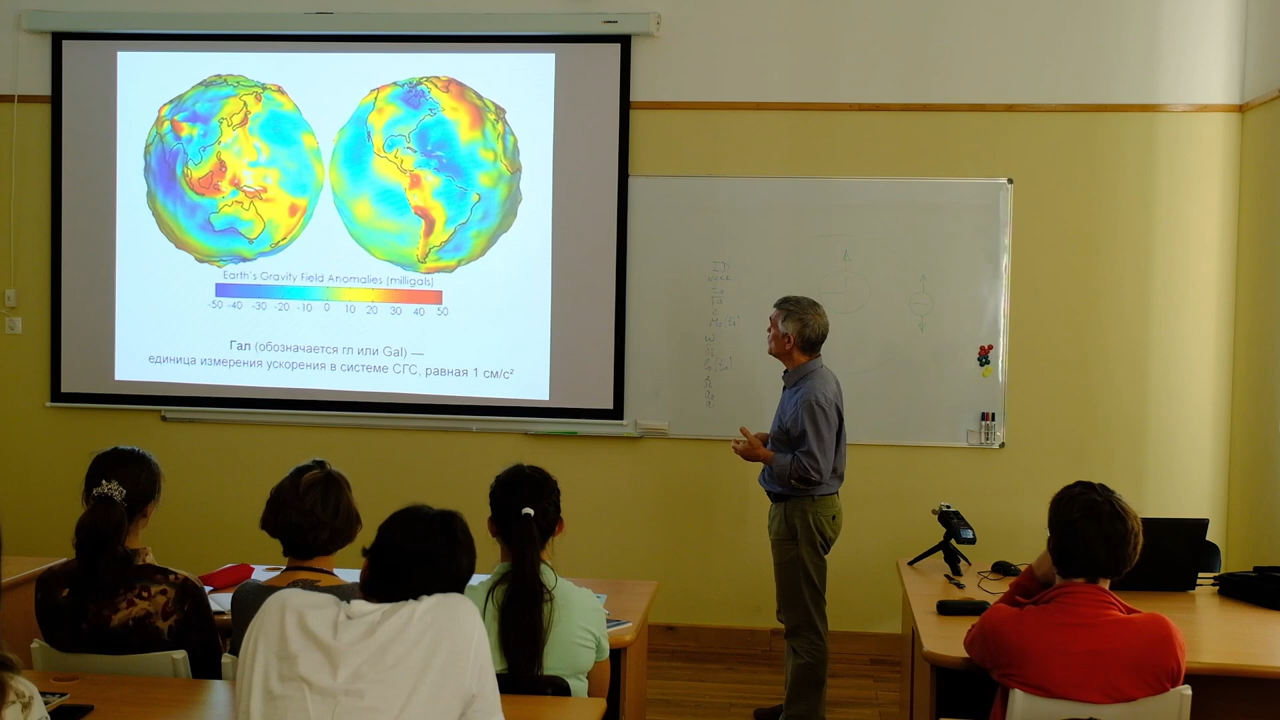 Earth's Gravity Field Anomalies (milligals)
-50 -40 -30 -20 -10 0 10 20 30 40 50
Гал (обозначается гл или Gal) —
единица измерения ускорения в системе СГС, равная 1 см/с²